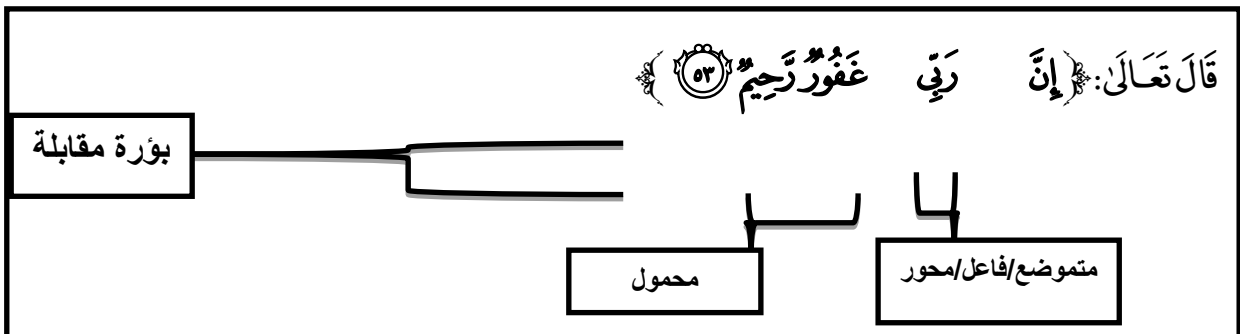 قَالَ تَعَالَىٰ: ﴿إِنَّ رَبِّي غَفُورٌ رَّحِيمٌ ٥٣﴾
بؤرة مقابلة
متموضع/فاعل/محور
محمول